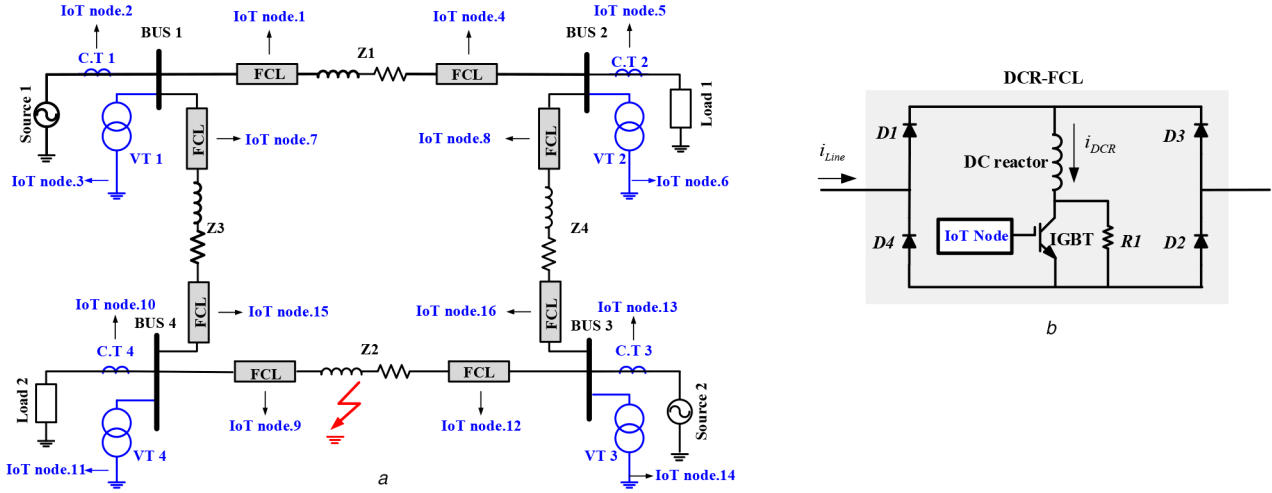 IoT node.2
IoT node.1
IoT node.4
IoT node.5
BUS 1
BUS 2
C.T 1
Z1
C.T 2
FCL
FCL
Source 1
Load 1
VT 1
FCL
IoT node.7
IoT node.8
FCL
VT 2
IoT node.3
IoT node.6
Z3
Z4
IoT node.10
IoT node.13
BUS 4
FCL
IoT node.15
IoT node.16
FCL
BUS 3
C.T 4
Z2
C.T 3
FCL
FCL
Load 2
Source 2
IoT node.9
IoT node.12
VT 4
VT 3
IoT node.11
IoT node.14
a
DCR-FCL
D1
D3
iDCR
iLine
DC reactor
IoT Node
D4
IGBT
R1
D2
b